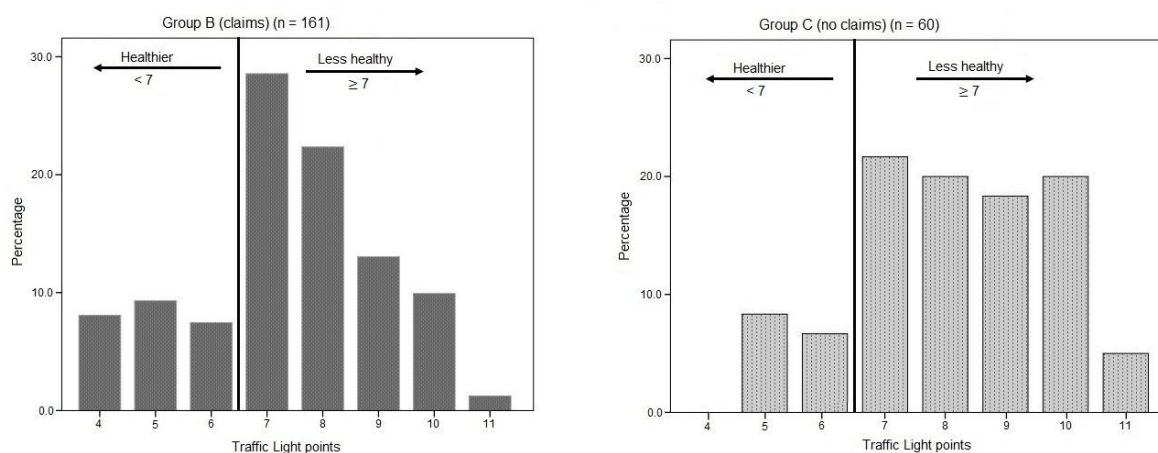 Group B (claims) (n = 161)
Healthier
< 7
Less healthy
≥ 7
30.0
20.0
10.0
0.0
Percentage
4 5 6 7 8 9 10 11
Traffic Light points
Group C (no claims) (n = 60)
Healthier
< 7
Less healthy
≥ 7
30.0
20.0
10.0
0.0
Percentage
4 5 6 7 8 9 10 11
Traffic Light points